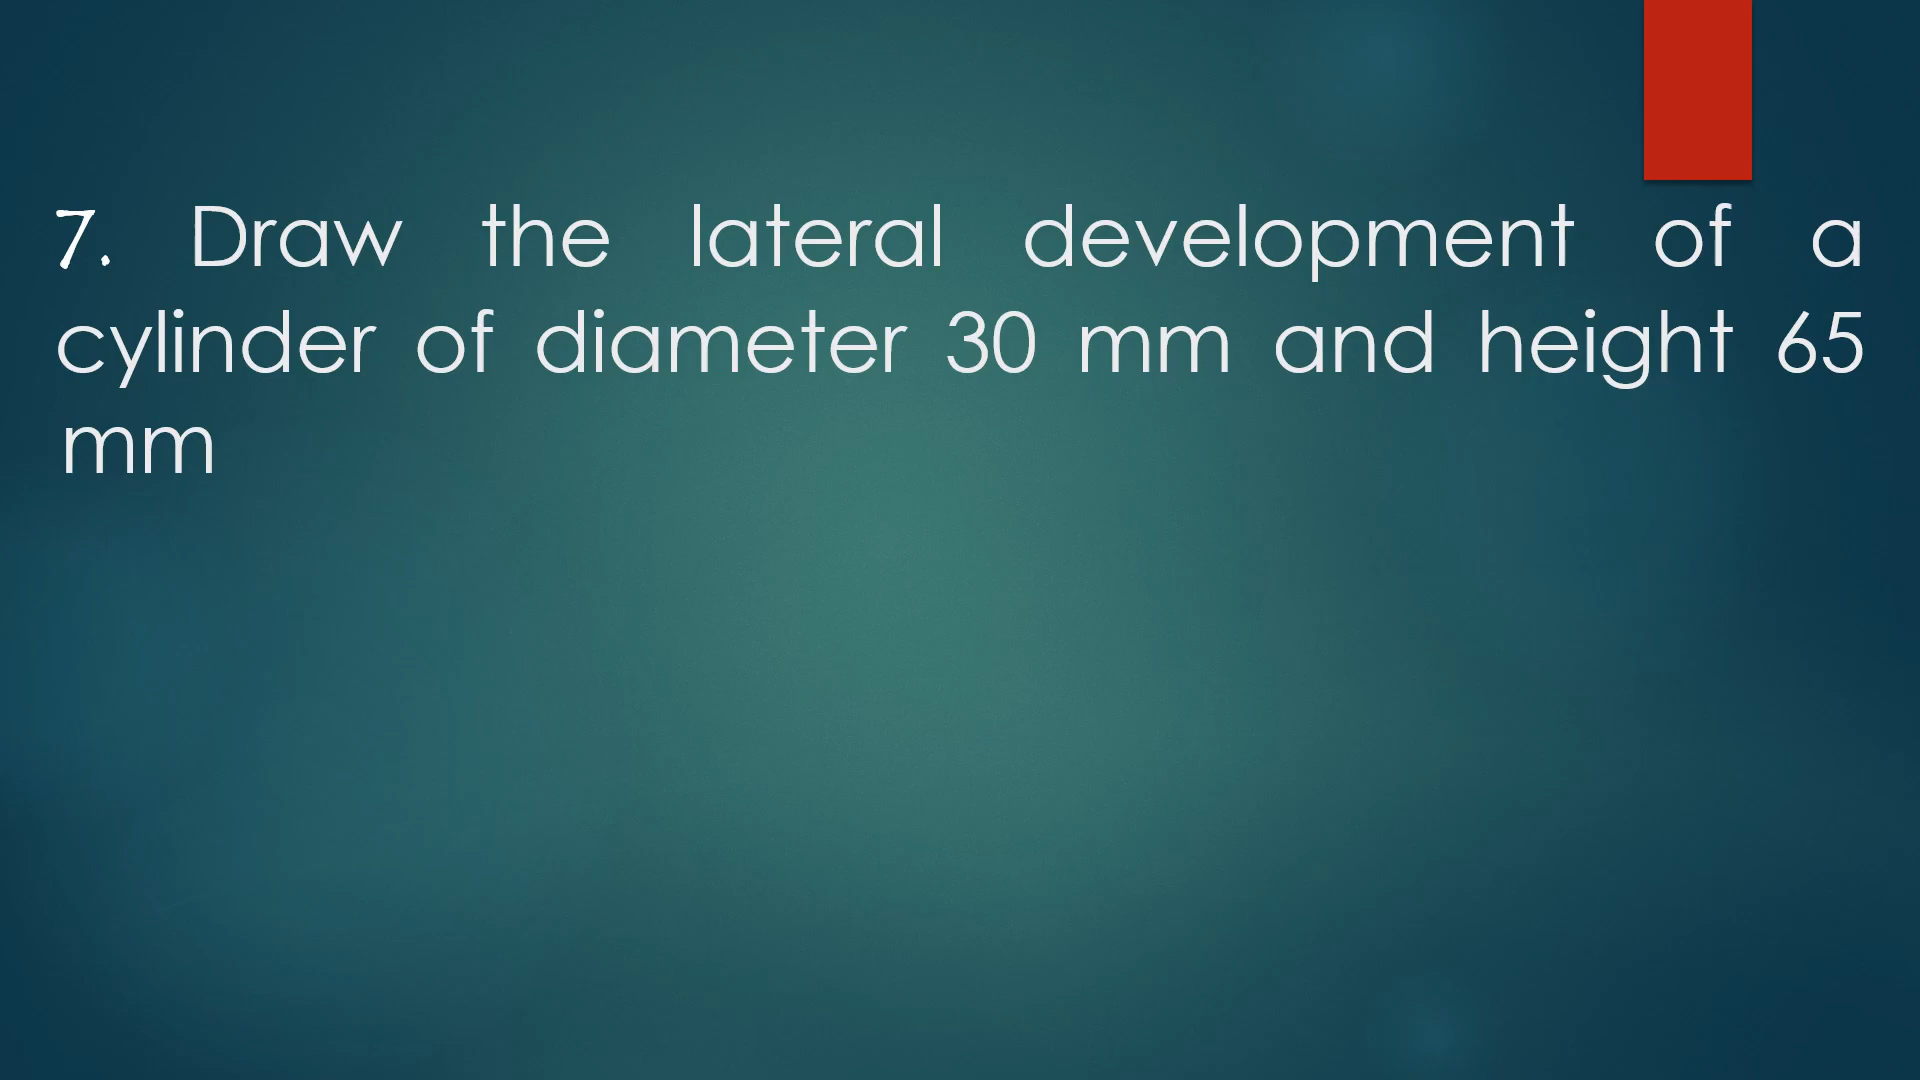 7. Draw the lateral development of a
cylinder of diameter 30 mm and height 65
mm